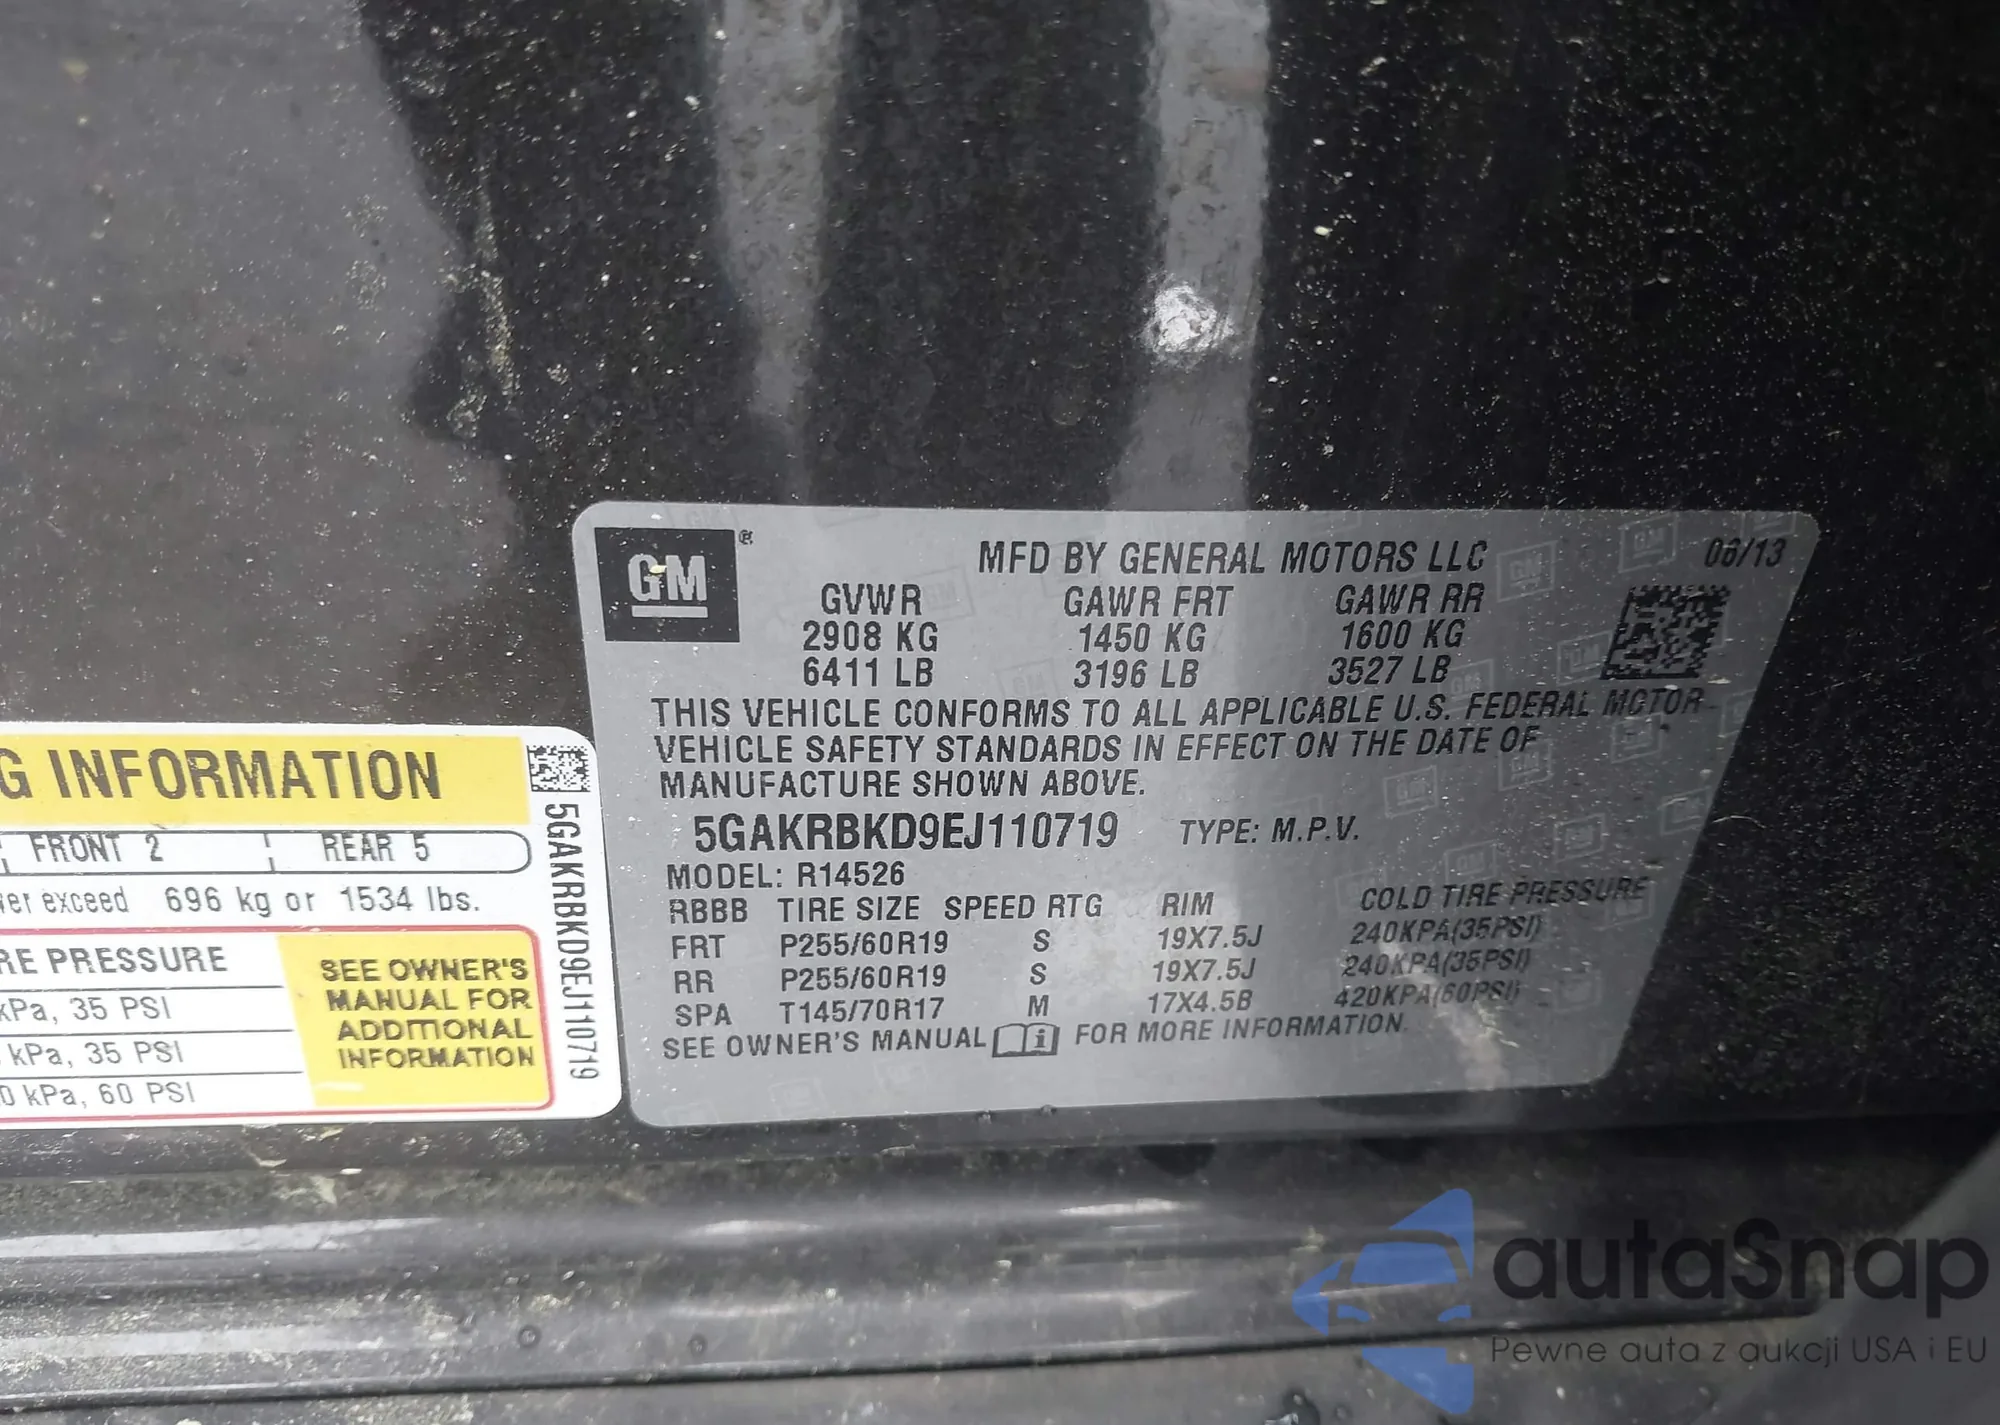 GM ®
MFD BY GENERAL MOTORS LLC 06/13
GVWR GAWR FRT GAWR RR
2908 KG 1450 KG 1600 KG
6411 LB 3196 LB 3527 LB
THIS VEHICLE CONFORMS TO ALL APPLICABLE U.S. FEDERAL MOTOR
VEHICLE SAFETY STANDARDS IN EFFECT ON THE DATE OF
MANUFACTURE SHOWN ABOVE.
5GAKRBKD9EJ110719 TYPE: M.P.V.
MODEL: R14526
RBBB TIRE SIZE SPEED RTG RIM COLD TIRE PRESSURE
FRT P255/60R19 S 19X7.5J 240KPA(35PSI)
RR P255/60R19 S 19X7.5J 240KPA(35PSI)
SPA T145/70R17 M 17X4.5B 420KPA(60PSI)
SEE OWNER'S MANUAL i FOR MORE INFORMATION.
G INFORMATION
FRONT 2 REAR 5
ver exceed 696 kg or 1534 lbs.
RE PRESSURE
kPa, 35 PSI
kPa, 35 PSI
0 kPa, 60 PSI
SEE OWNER'S
MANUAL FOR
ADDITIONAL
INFORMATION
5GAKRBKD9EJ110719
autaSnap
Pewne auta z aukcji USA i EU